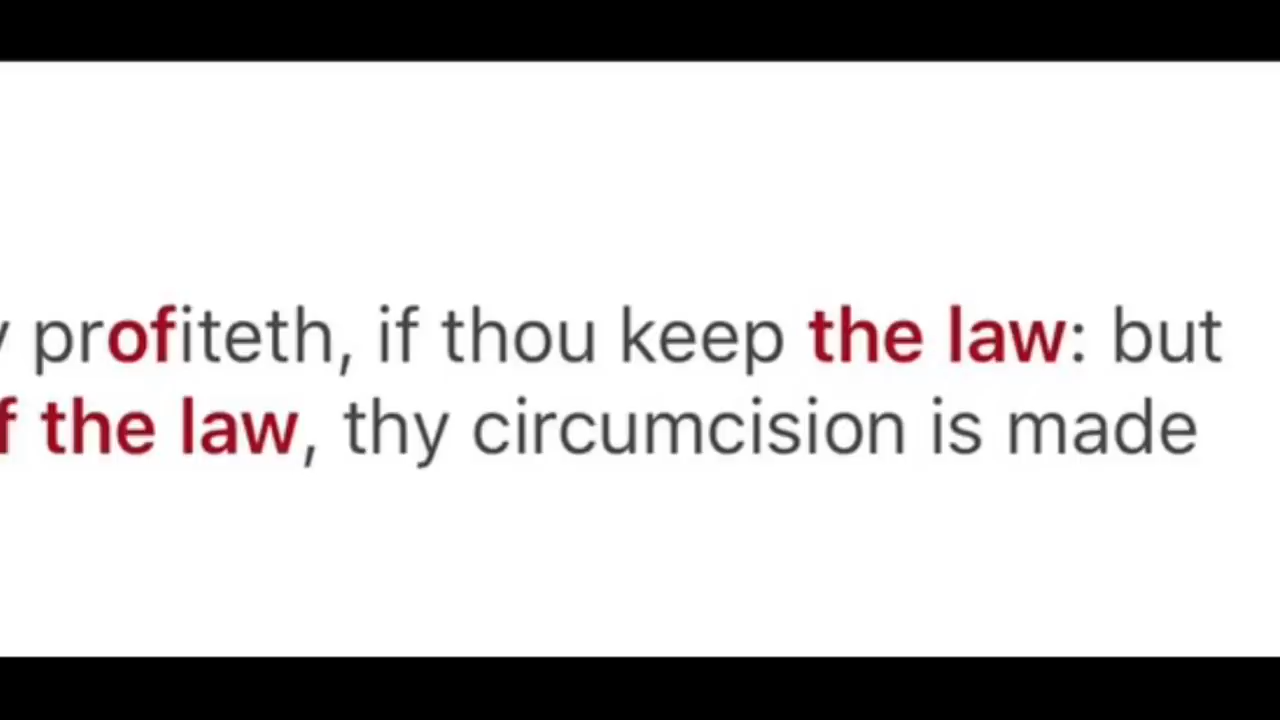 profiteth, if thou keep the law: but
the law, thy circumcision is made